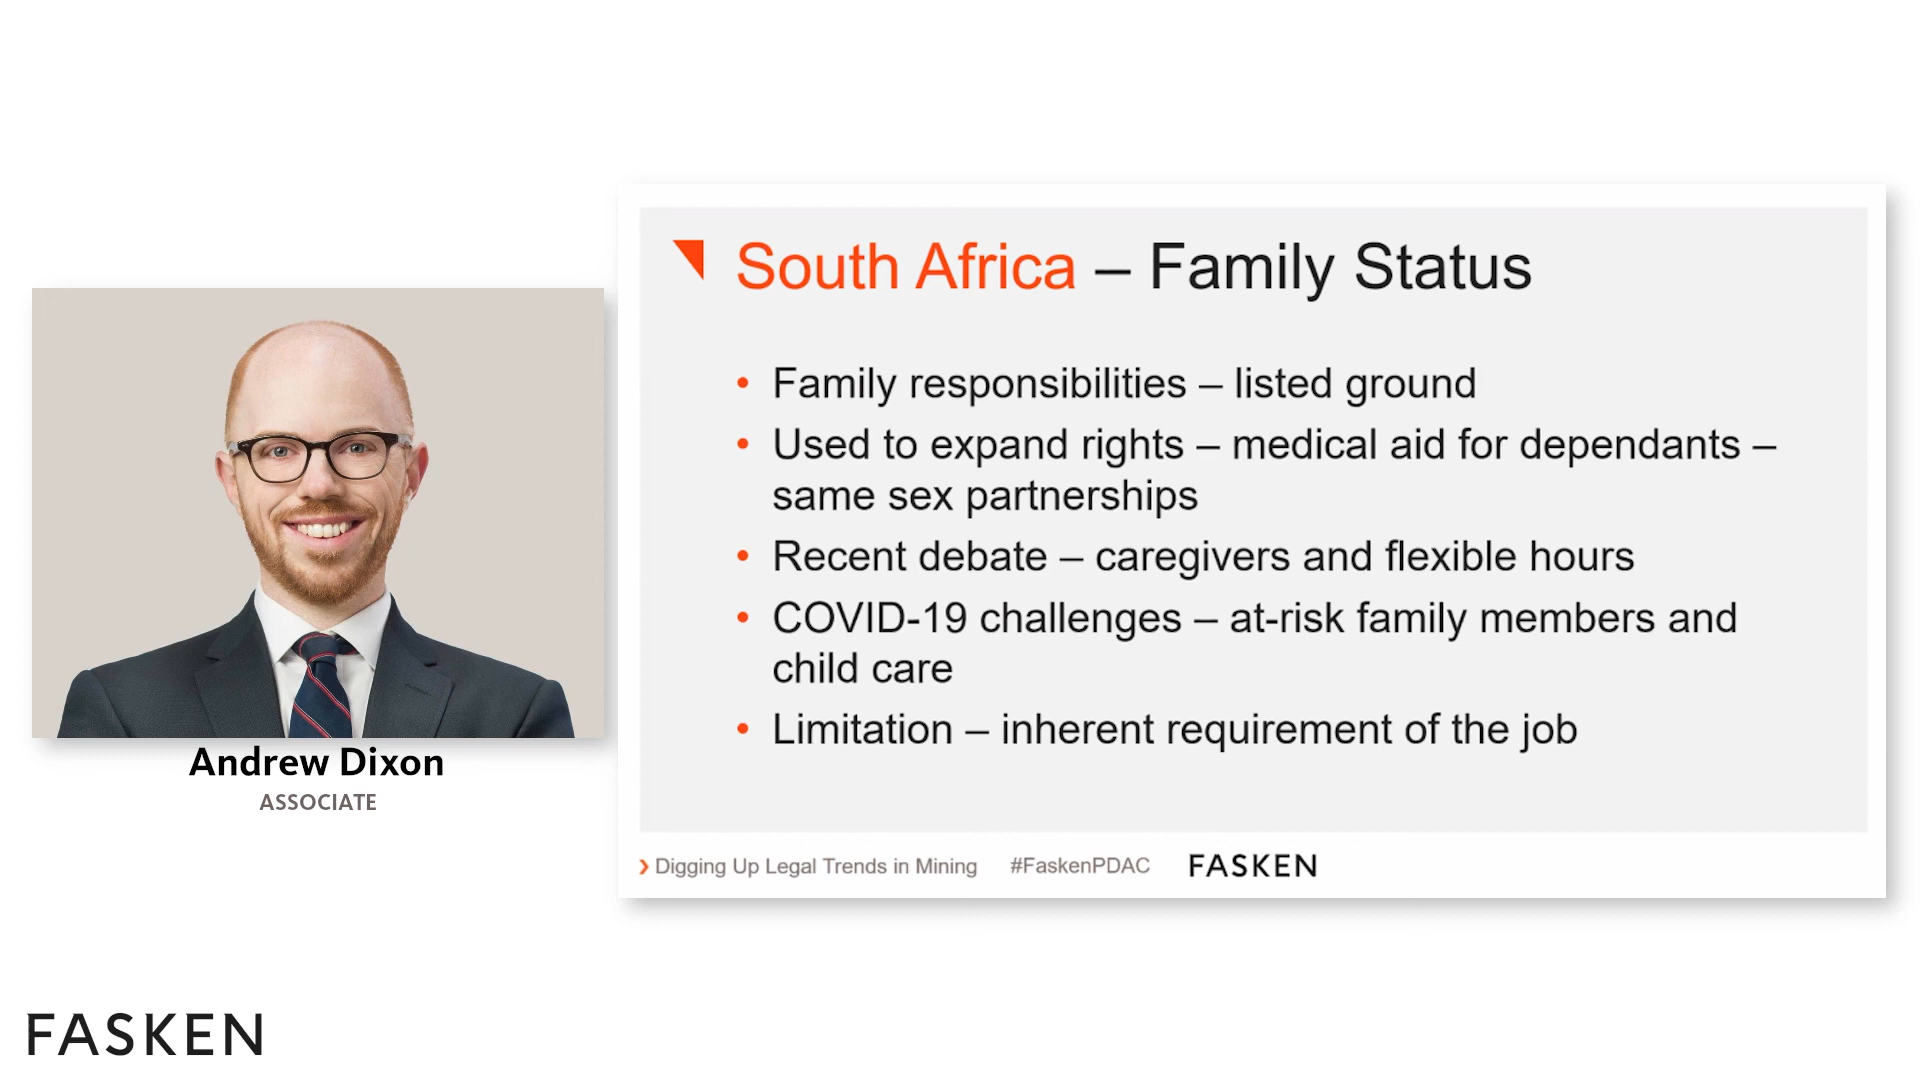 South Africa – Family Status
• Family responsibilities – listed ground
• Used to expand rights – medical aid for dependants –
same sex partnerships
• Recent debate – caregivers and flexible hours
• COVID-19 challenges – at-risk family members and
child care
• Limitation – inherent requirement of the job
Andrew Dixon
ASSOCIATE
Digging Up Legal Trends in Mining #FaskenPDAC FASKEN
FASKEN